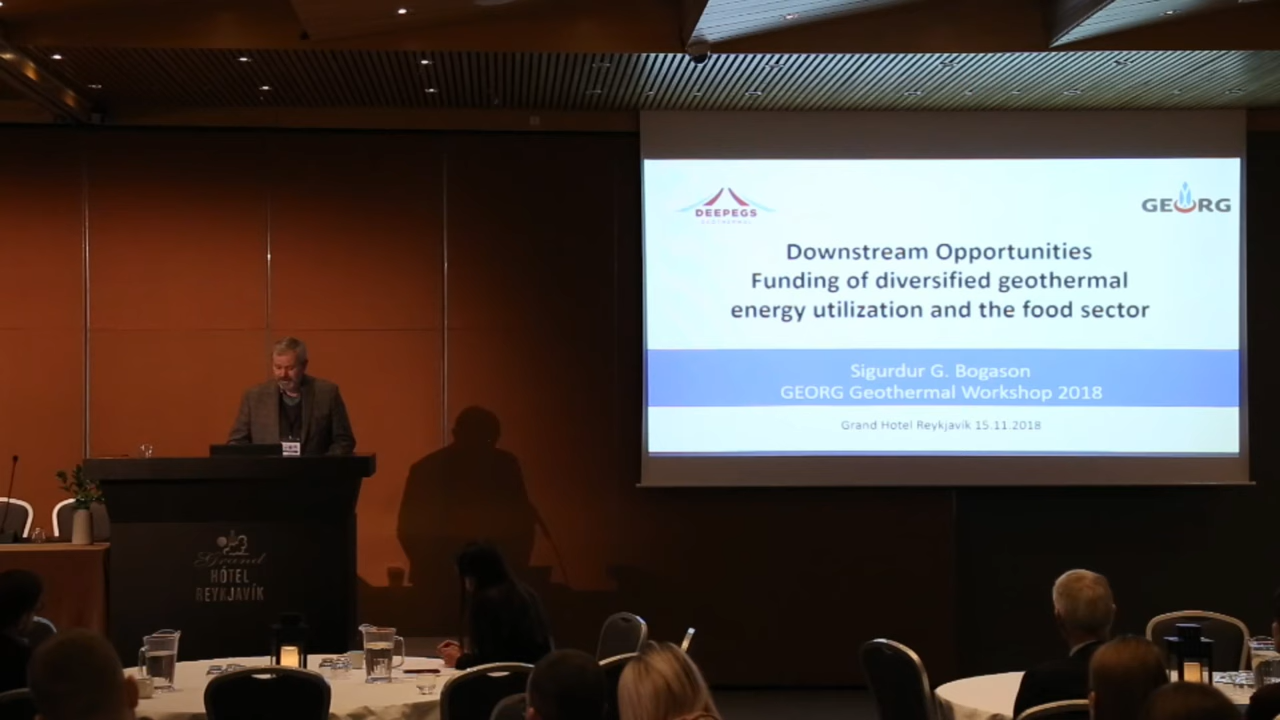 DEEPEGS
GEOTHERMAL
GEORG
Downstream Opportunities
Funding of diversified geothermal
energy utilization and the food sector
Sigurdur G. Bogason
GEORG Geothermal Workshop 2018
Grand Hotel Reykjavík 15.11.2018
Grand
HÓTEL
REYKJAVÍK